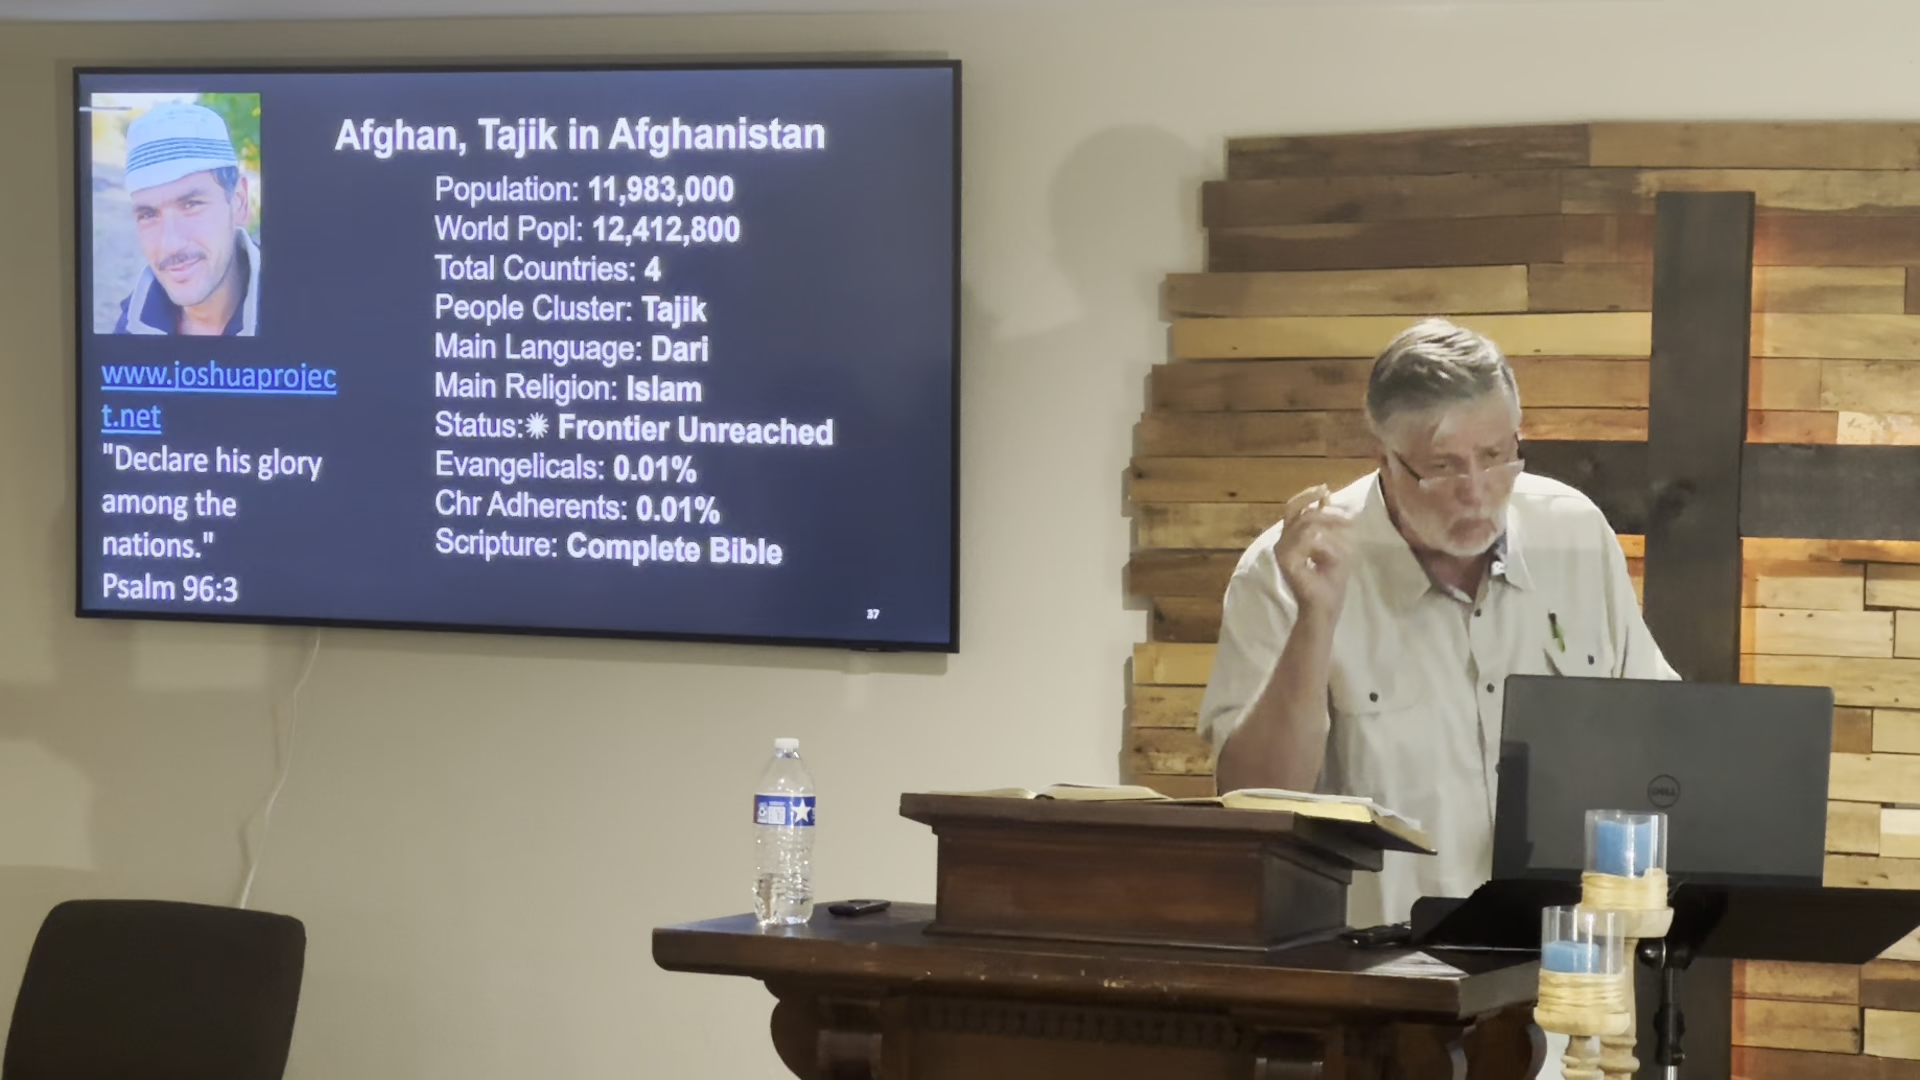 Afghan, Tajik in Afghanistan
Population: 11,983,000
World Popl: 12,412,800
Total Countries: 4
People Cluster: Tajik
Main Language: Dari
Main Religion: Islam
Status:✹ Frontier Unreached
Evangelicals: 0.01%
Chr Adherents: 0.01%
Scripture: Complete Bible
www.joshuaprojec
t.net
"Declare his glory
among the
nations."
Psalm 96:3
37
DELL